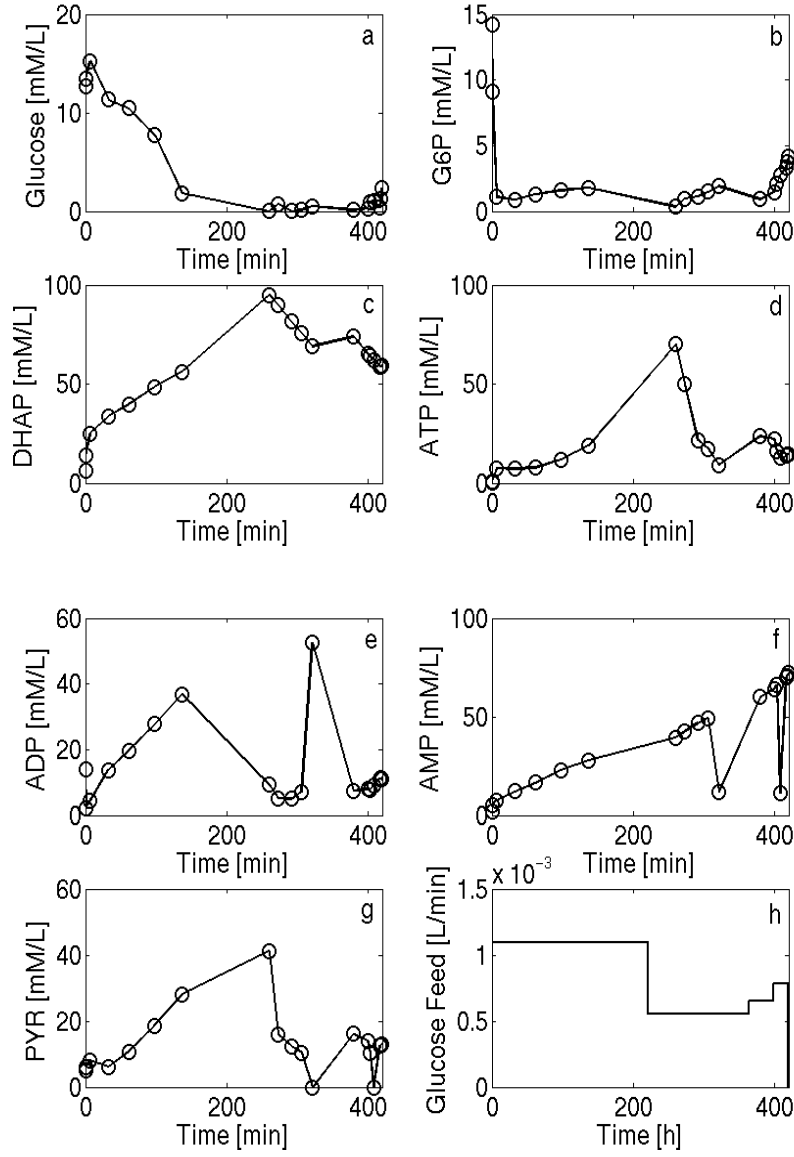 20
a
10
0
Glucose [mM/L]
0 200 400
Time [min]
15
b
10
5
0
G6P [mM/L]
0 200 400
Time [min]
100
c
50
0
DHAP [mM/L]
0 200 400
Time [min]
100
d
50
0
ATP [mM/L]
0 200 400
Time [min]
60
e
40
20
0
ADP [mM/L]
0 200 400
Time [min]
100
f
50
0
AMP [mM/L]
0 200 400
Time [min]
60
g
40
20
0
PYR [mM/L]
0 200 400
Time [min]
x 10⁻³
1.5
h
1
0.5
0
Glucose Feed [L/min]
0 200 400
Time [h]